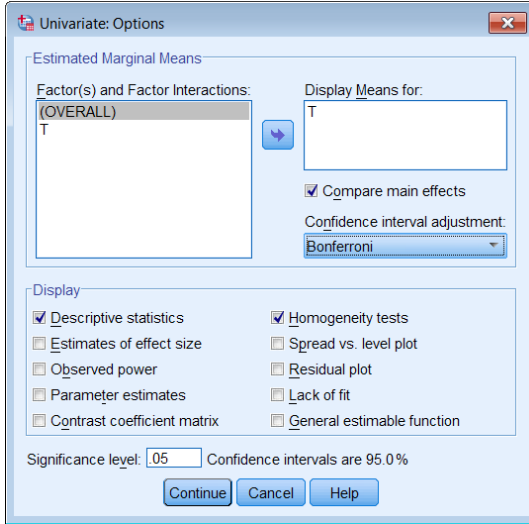 Univariate: Options
Estimated Marginal Means
Factor(s) and Factor Interactions:
(OVERALL)
T
Display Means for:
T
Compare main effects
Confidence interval adjustment:
Bonferroni
Display
Descriptive statistics
Homogeneity tests
Estimates of effect size
Spread vs. level plot
Observed power
Residual plot
Parameter estimates
Lack of fit
Contrast coefficient matrix
General estimable function
Significance level: .05 Confidence intervals are 95.0 %
Continue Cancel Help